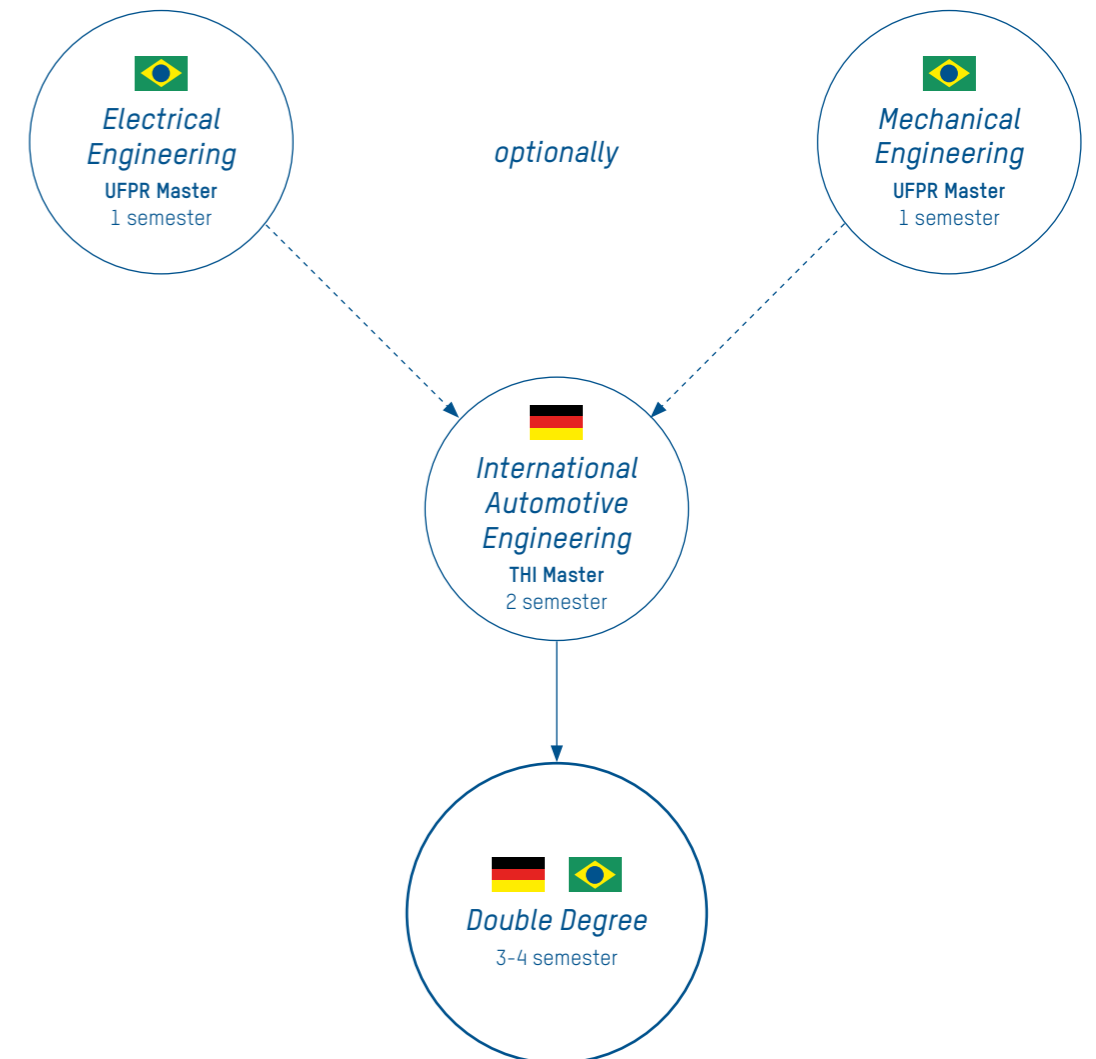 Electrical
Engineering
UFPR Master
1 semester
optionally
Mechanical
Engineering
UFPR Master
1 semester
International
Automotive
Engineering
THI Master
2 semester
Double Degree
3-4 semester